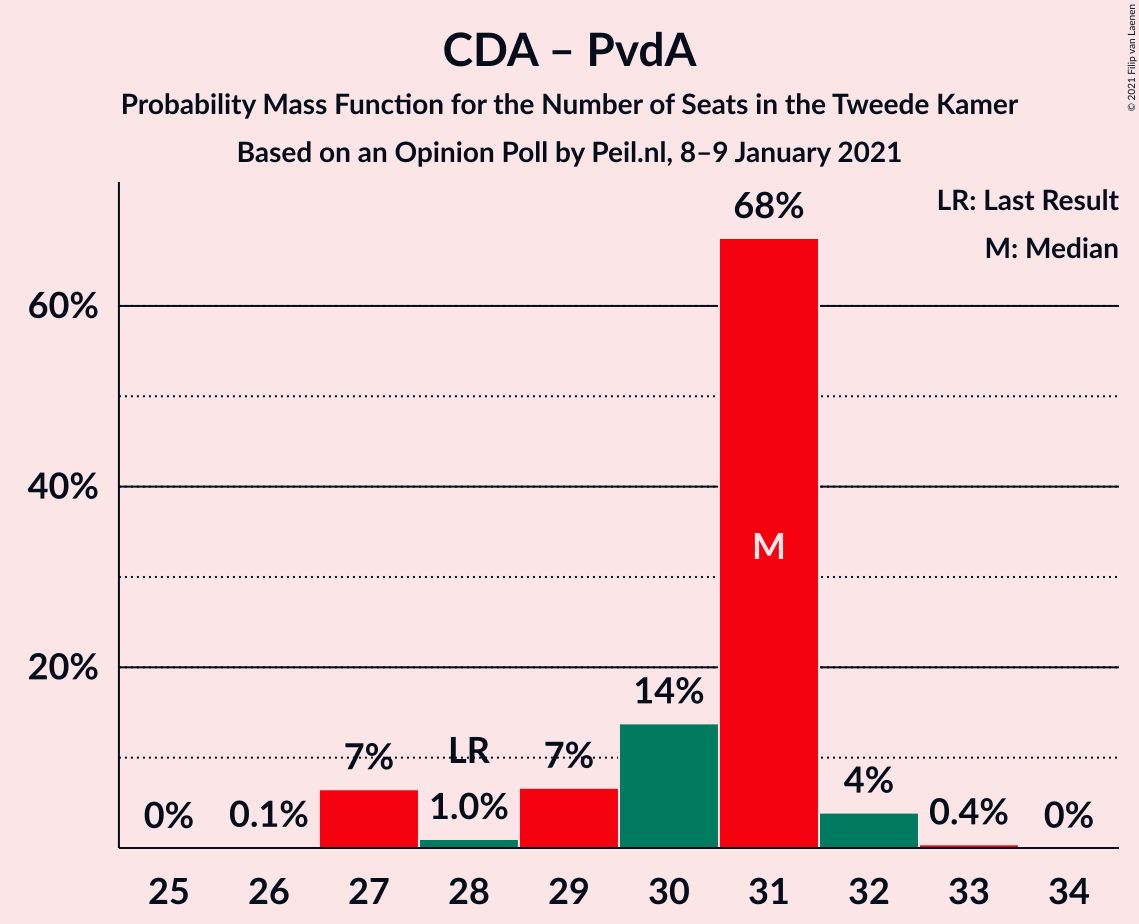 CDA – PvdA
Probability Mass Function for the Number of Seats in the Tweede Kamer
Based on an Opinion Poll by Peil.nl, 8–9 January 2021
© 2021 Filip van Laenen
LR: Last Result
M: Median
60%
40%
20%
0%
0.1%
7%
LR
1.0%
7%
14%
68%
M
4%
0.4%
0%
25 26 27 28 29 30 31 32 33 34